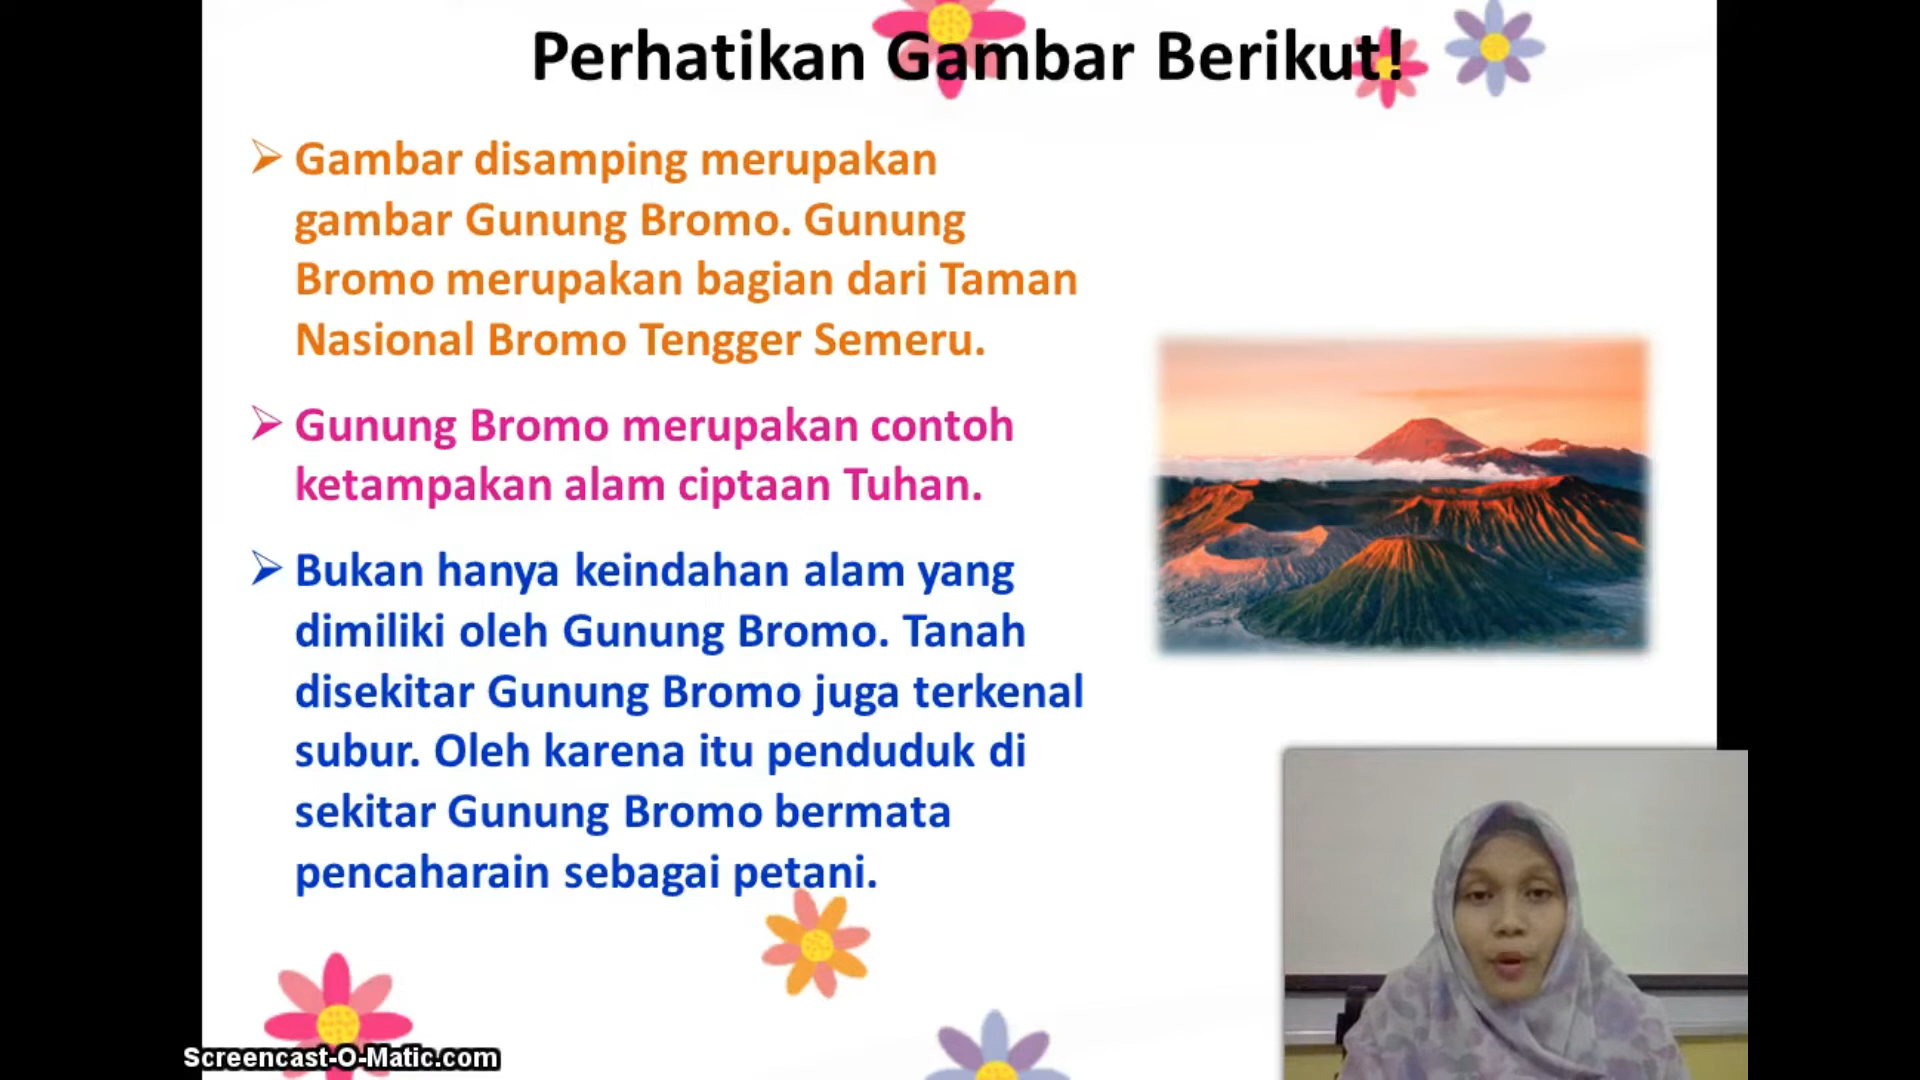 Perhatikan Gambar Berikut!
Gambar disamping merupakan
gambar Gunung Bromo. Gunung
Bromo merupakan bagian dari Taman
Nasional Bromo Tengger Semeru.
Gunung Bromo merupakan contoh
ketampakan alam ciptaan Tuhan.
Bukan hanya keindahan alam yang
dimiliki oleh Gunung Bromo. Tanah
disekitar Gunung Bromo juga terkenal
subur. Oleh karena itu penduduk di
sekitar Gunung Bromo bermata
pencaharain sebagai petani.
Screencast-O-Matic.com